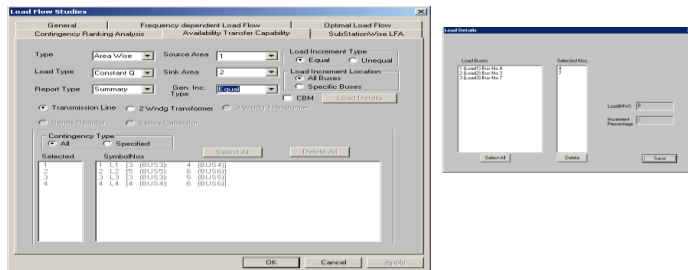 Load Flow Studies
General Frequency dependent Load Flow Optimal Load Flow
Contingency Ranking Analysis Availability Transfer Capability SubStationWise LFA
Type Area Wise Source Area 1
Load Increment Type
Equal Unequal
Load Type Constant Q Sink Area 2
Load Increment Location
All Buses
Specific Buses
Report Type Summary Gen. Inc. Type Equal
CBM Load Details
Transmission Line 2 Wndg Transformer 3 Wndg Transformer
Series Reactor Series Capacitor
Contingency Type
All Specified
Select All Delete All
Selected SymbolNos
1 1 L1 [3 (BUS3) 4 (BUS4)]
2 2 L2 [5 (BUS5) 6 (BUS6)]
3 3 L3 [3 (BUS3) 5 (BUS5)]
4 4 L4 [4 (BUS4) 6 (BUS6)]
OK Cancel Apply
Load Details
Load Buses Selected Nos
1 [Load1] Bus No.4
2 [Load2] Bus No.3
3 [Load3] Bus No.7
4
Load(MW)
Increment
Percentage
Select All Delete Save